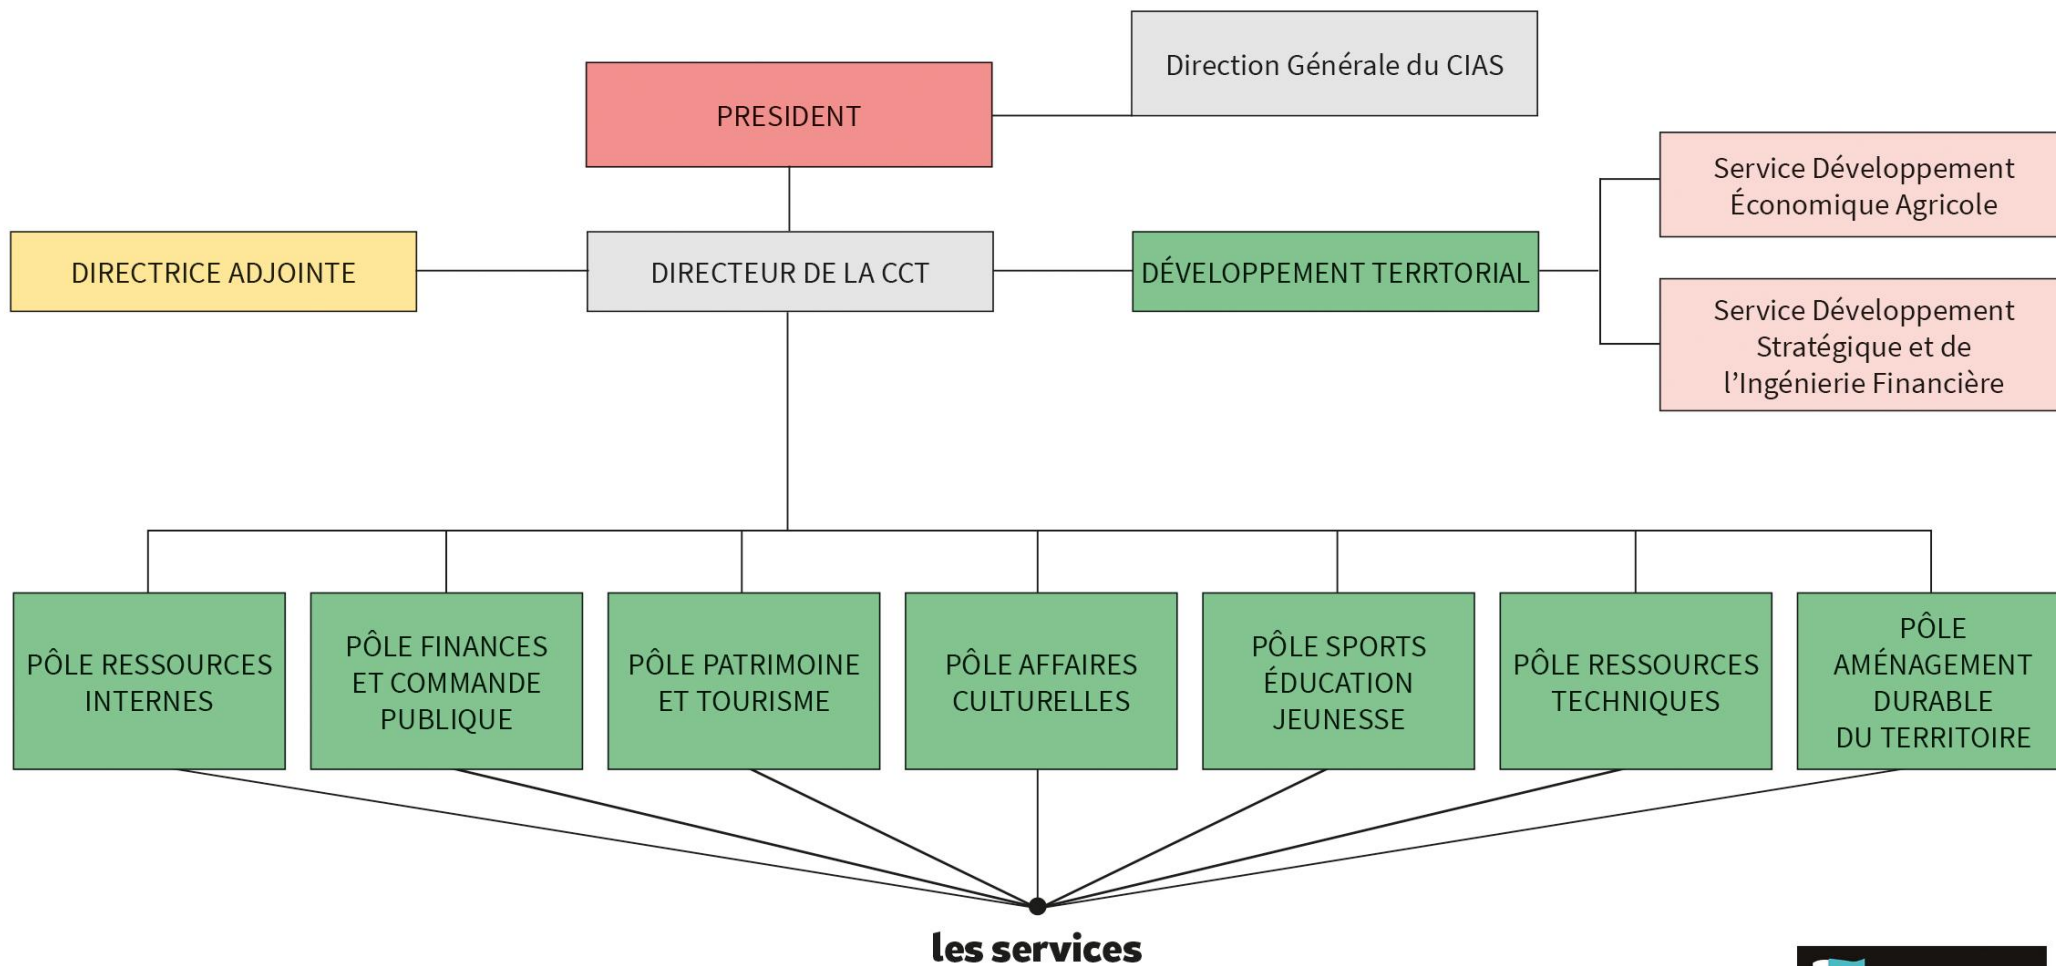 Direction Générale du CIAS
PRESIDENT
Service Développement
Économique Agricole
DIRECTRICE ADJOINTE
DIRECTEUR DE LA CCT
DÉVELOPPEMENT TERRTORIAL
Service Développement
Stratégique et de
l’Ingénierie Financière
PÔLE RESSOURCES
INTERNES
PÔLE FINANCES
ET COMMANDE
PUBLIQUE
PÔLE PATRIMOINE
ET TOURISME
PÔLE AFFAIRES
CULTURELLES
PÔLE SPORTS
ÉDUCATION
JEUNESSE
PÔLE RESSOURCES
TECHNIQUES
PÔLE
AMÉNAGEMENT
DURABLE
DU TERRITOIRE
les services